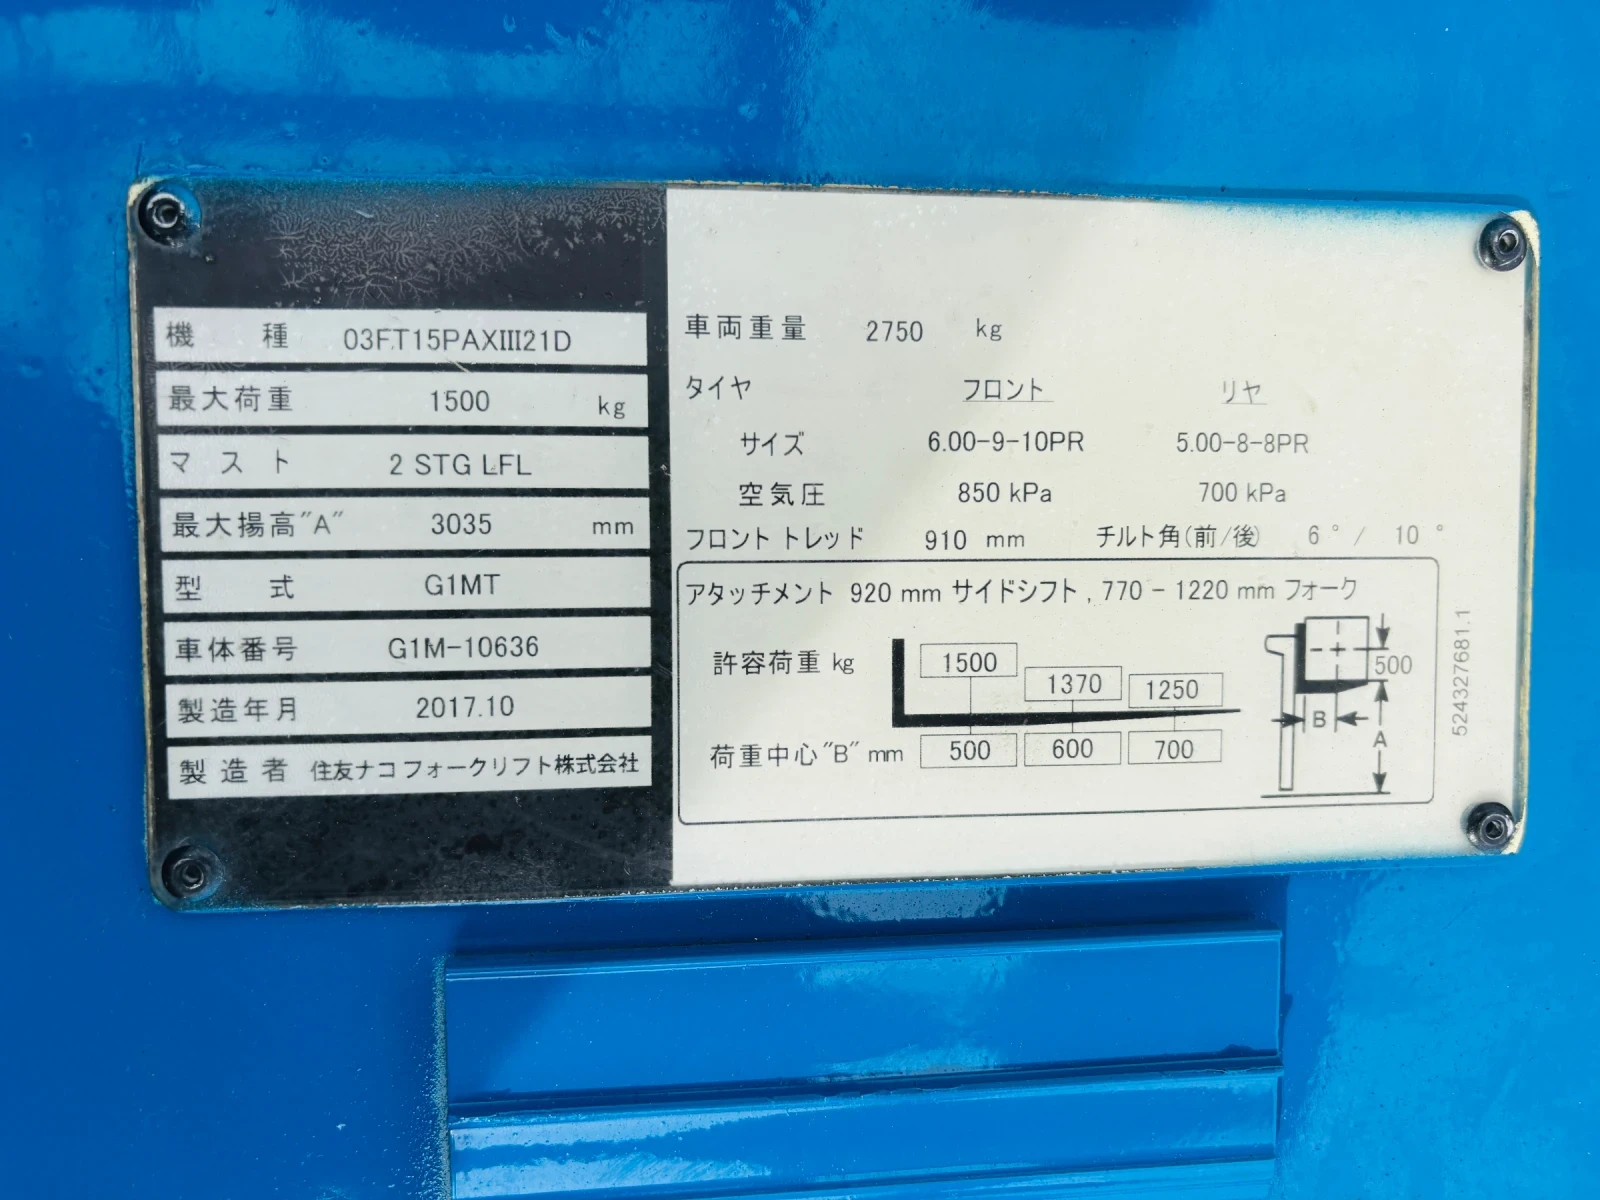 機種 03FT15PAXIII21D
最大荷重 1500 kg
マスト 2 STG LFL
最大揚高"A" 3035 mm
型式 G1MT
車体番号 G1M-10636
製造年月 2017.10
製造者 住友ナコフォークリフト株式会社
車両重量 2750 kg
タイヤ フロント リヤ
サイズ 6.00-9-10PR 5.00-8-8PR
空気圧 850 kPa 700 kPa
フロントトレッド 910 mm チルト角(前/後) 6°/ 10°
アタッチメント 920 mm サイドシフト, 770 - 1220 mm フォーク
許容荷重 kg 1500 1370 1250
荷重中心"B" mm 500 600 700
500
B
A
524327681.1